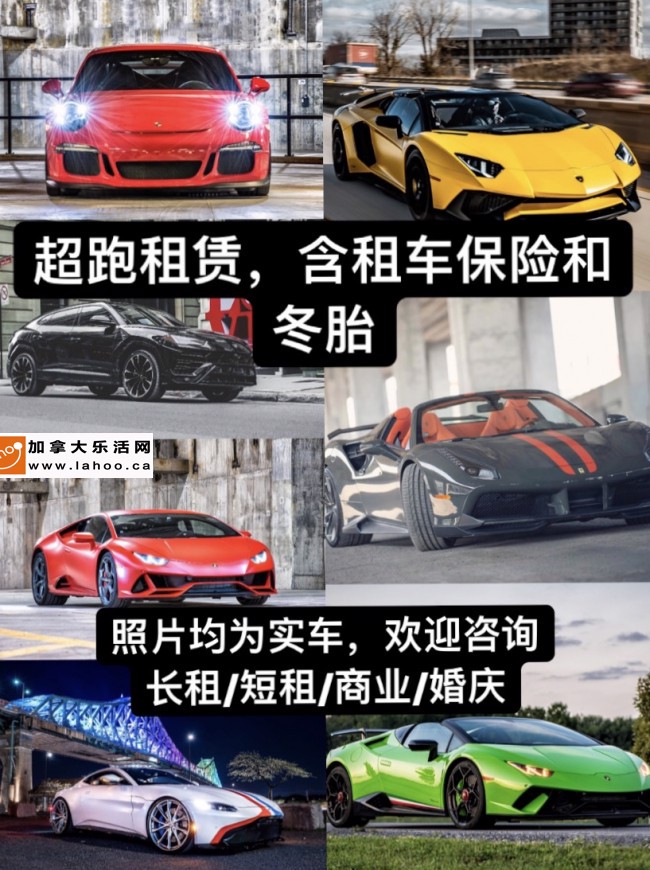 超跑租赁，含租车保险和
冬胎
加拿大乐活网
www.lahoo.ca
照片均为实车，欢迎咨询
长租/短租/商业/婚庆